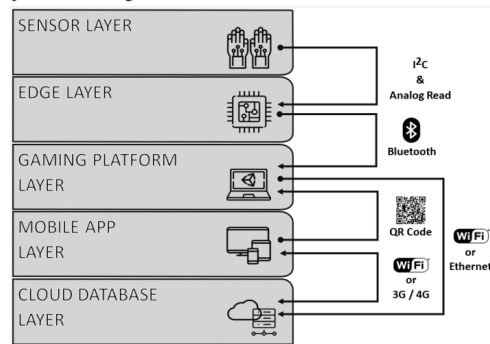 SENSOR LAYER
EDGE LAYER
GAMING PLATFORM
LAYER
MOBILE APP
LAYER
CLOUD DATABASE
LAYER
I²C
&
Analog Read
Bluetooth
QR Code
WiFi
or
3G / 4G
WiFi
or
Ethernet